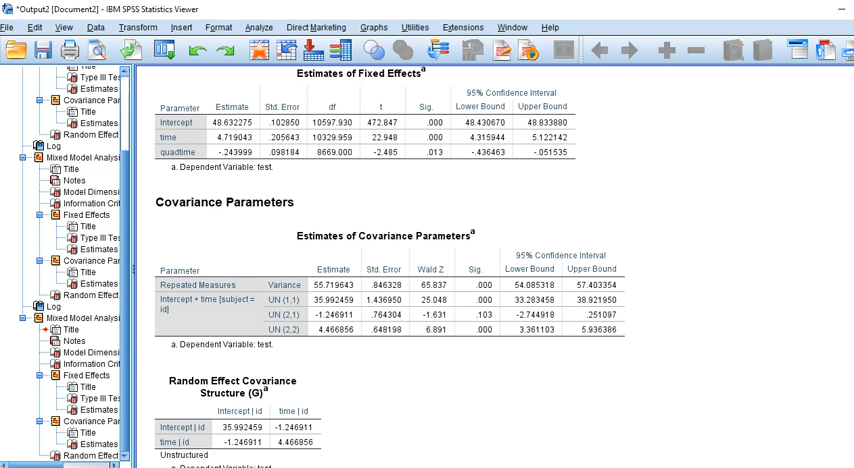 *Output2 [Document2] - IBM SPSS Statistics Viewer
File Edit View Data Transform Insert Format Analyze Direct Marketing Graphs Utilities Extensions Window Help
Title
Type III Tes
Estimates
Covariance Par
Title
Estimates
Random Effect
Log
Mixed Model Analysi
Title
Notes
Model Dimensi
Information Crit
Fixed Effects
Title
Type III Tes
Estimates
Covariance Par
Title
Estimates
Random Effect
Log
Mixed Model Analysi
Title
Notes
Model Dimensi
Information Crit
Fixed Effects
Title
Type III Tes
Estimates
Covariance Par
Title
Estimates
Random Effect
Estimates of Fixed Effects a
95% Confidence Interval
Parameter Estimate Std. Error df t Sig. Lower Bound Upper Bound
Intercept 48.632275 .102850 10597.930 472.847 .000 48.430670 48.833880
time 4.719043 .205643 10329.959 22.948 .000 4.315944 5.122142
quadtime -.243999 .098184 8669.000 -2.485 .013 -.436463 -.051535
a. Dependent Variable: test.
Covariance Parameters
Estimates of Covariance Parameters a
95% Confidence Interval
Parameter Estimate Std. Error Wald Z Sig. Lower Bound Upper Bound
Repeated Measures Variance 55.719643 .846328 65.837 .000 54.085318 57.403354
Intercept + time [subject = id] UN (1,1) 35.992459 1.436950 25.048 .000 33.283458 38.921950
UN (2,1) -1.246911 .764304 -1.631 .103 -2.744918 .251097
UN (2,2) 4.466856 .648198 6.891 .000 3.361103 5.936386
a. Dependent Variable: test.
Random Effect Covariance
Structure (G) a
Intercept | id time | id
Intercept | id 35.992459 -1.246911
time | id -1.246911 4.466856
Unstructured
a. Dependent Variable: test.